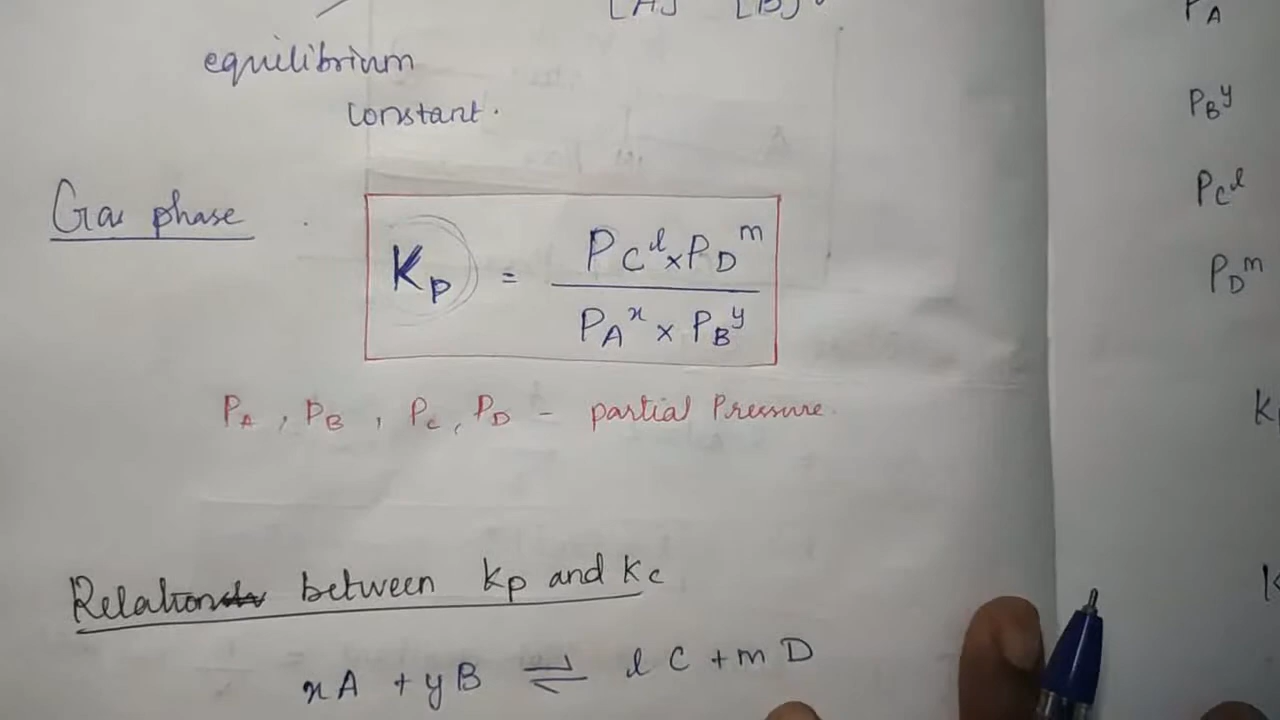 [A] [B]
equilibrium
constant.
Gas phase
Kp = PC^l × PD^m / PA^x × PB^y
PA, PB, PC, PD - partial Pressure
Relation between Kp and Kc
xA + yB ⇌ lC + mD
PA
PB^y
PC^l
PD^m
K
K